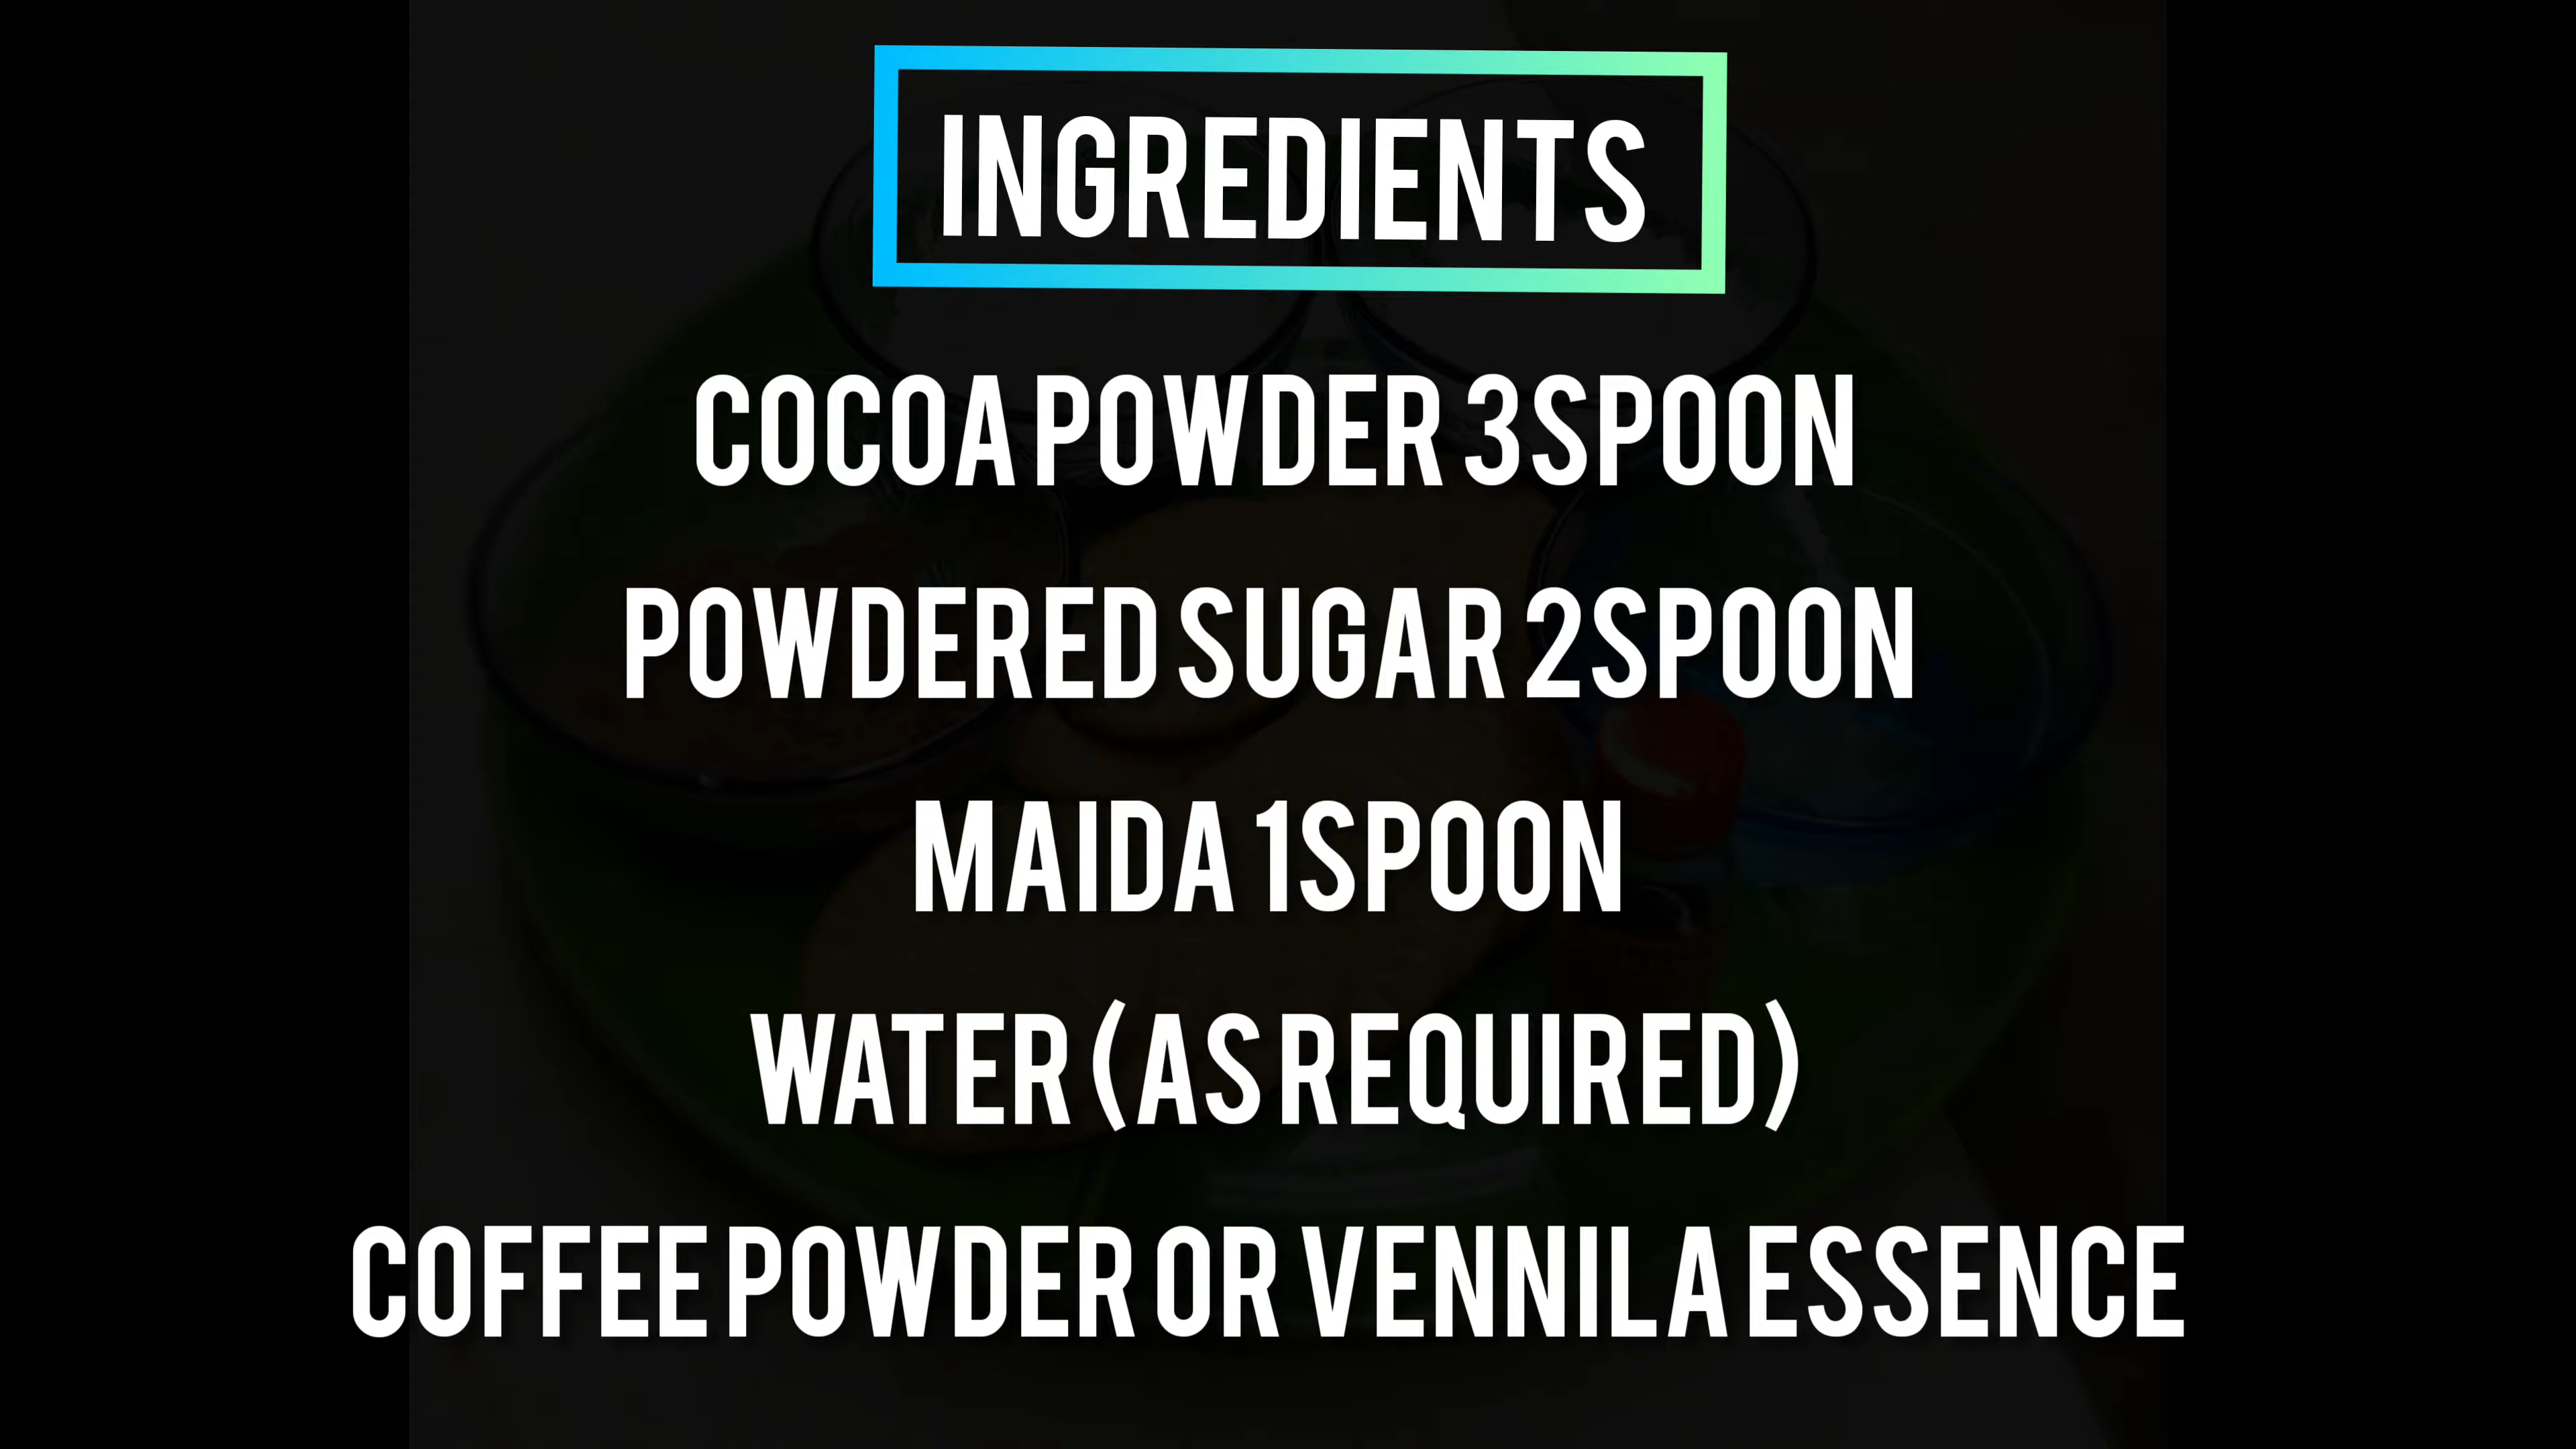 INGREDIENTS
COCOA POWDER 3SPOON
POWDERED SUGAR 2SPOON
MAIDA 1SPOON
WATER (AS REQUIRED)
COFFEE POWDER OR VENNILA ESSENCE